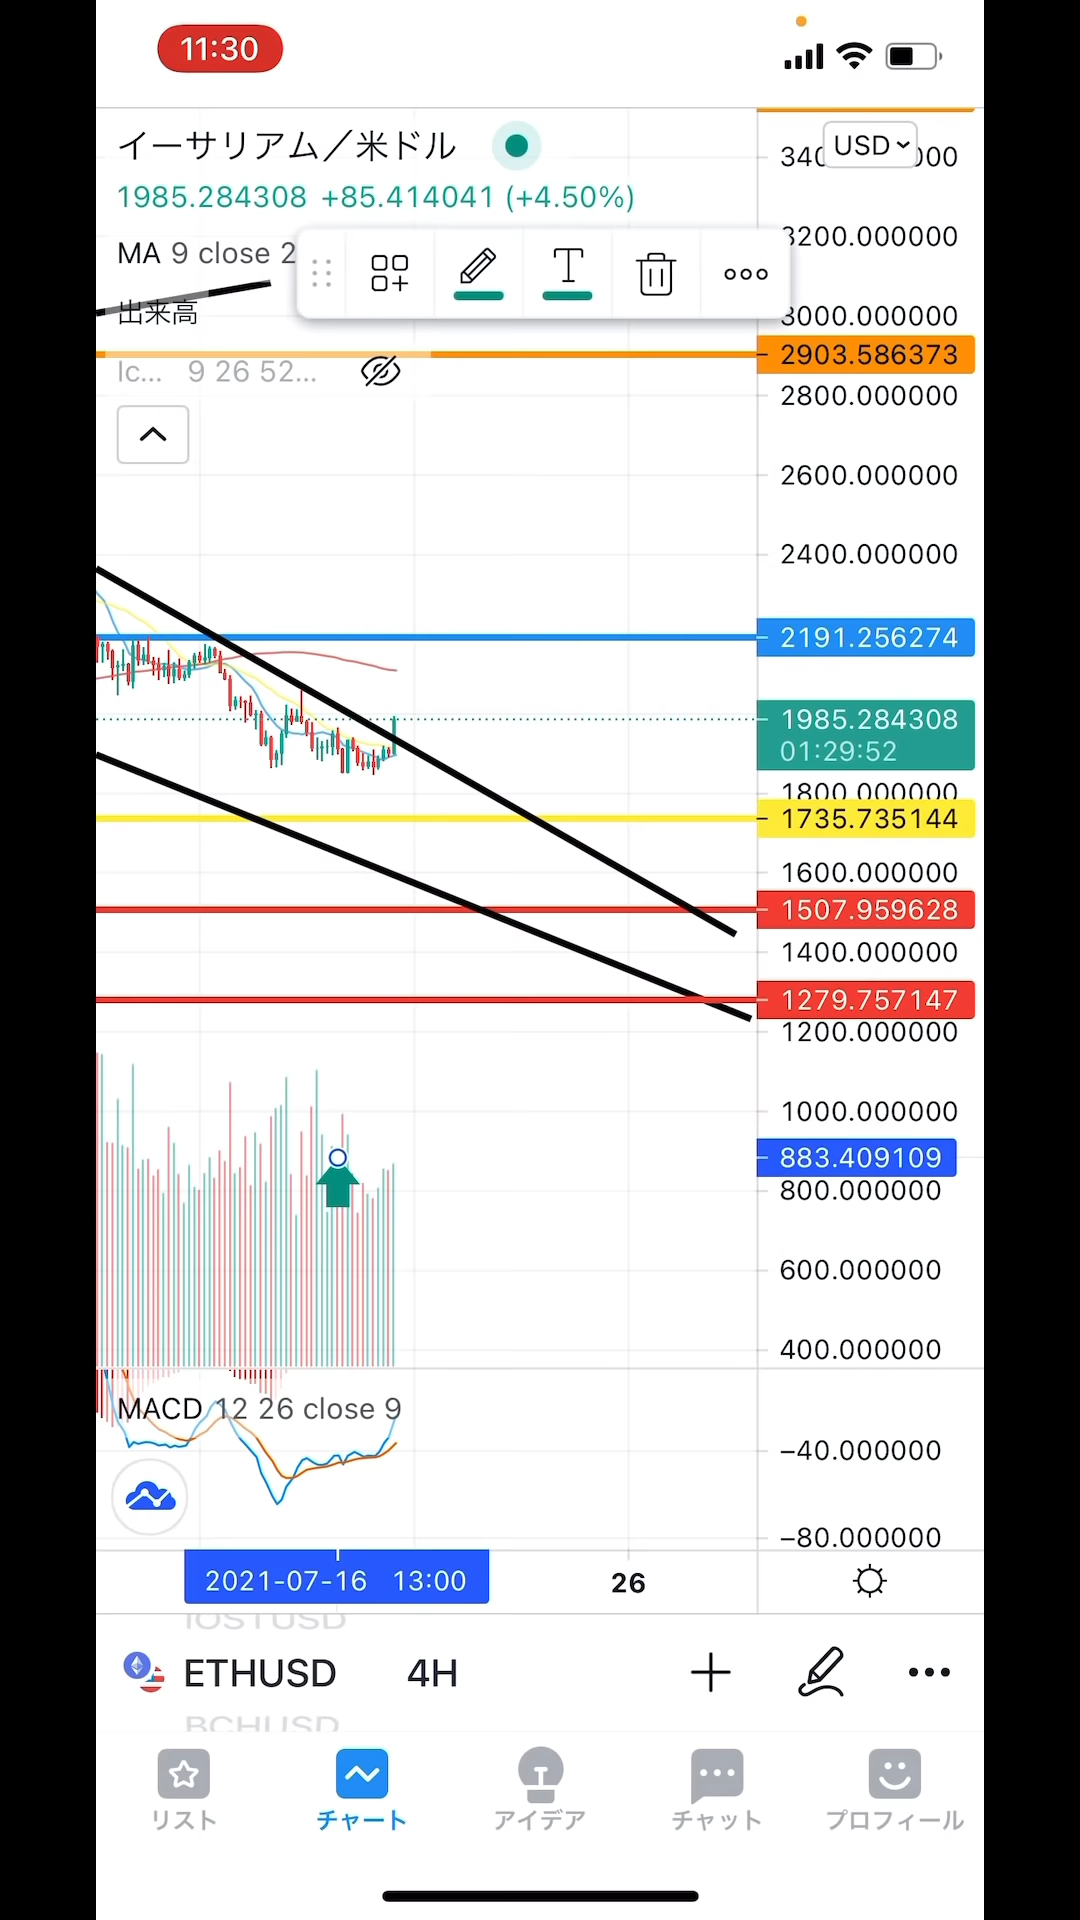 11:30
イーサリアム／米ドル
USD
1985.284308 +85.414041 (+4.50%)
3200.000000
MA 9 close 2
T
出来高
3000.000000
2903.586373
Ic... 9 26 52...
2800.000000
2600.000000
2400.000000
2191.256274
1985.284308
01:29:52
1800.000000
1735.735144
1600.000000
1507.959628
1400.000000
1279.757147
1200.000000
1000.000000
883.409109
800.000000
600.000000
400.000000
MACD 12 26 close 9
−40.000000
−80.000000
2021-07-16 13:00
26
IOSTUSD
ETHUSD 4H
BCHUSD
リスト
チャート
アイデア
チャット
プロフィール